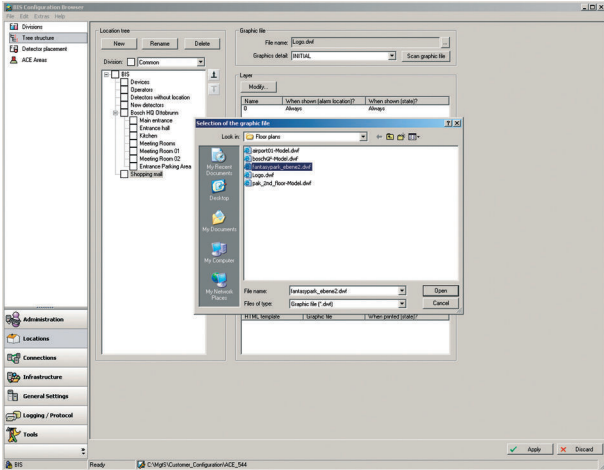 BIS Configuration Browser
File Edit Extras Help
Divisions
Tree structure
Detector placement
ACE Areas
Location tree
New Rename Delete
Division: Common
BIS
Devices
Operators
Detectors without location
New detectors
Bosch HQ Ottobrunn
Main entrance
Entrance hall
Kitchen
Meeting Rooms
Meeting Room 01
Meeting Room 02
Entrance Parking Area
Shopping mall
Graphic file
File name: Logo.dwf ...
Graphics detail: INITIAL Scan graphic file
Layer
Modify...
Name When shown (alarm location)? When shown (state)?
0 Always Always
Selection of the graphic file
Look in: Floor plans
My Recent Documents
Desktop
My Documents
My Computer
My Network Places
airport01-Model.dwf
boschGF-Model.dwf
fantasypark_ebene2.dwf
Logo.dwf
pak_2nd_floor-Model.dwf
File name: fantasypark_ebene2.dwf Open
Files of type: Graphic file (*.dwf) Cancel
HTML template Graphic file When printed (state)?
Administration
Locations
Connections
Infrastructure
General Settings
Logging / Protocol
Tools
Apply Discard
BIS Ready C:\MgtS\Customer_Configuration\ACE_544